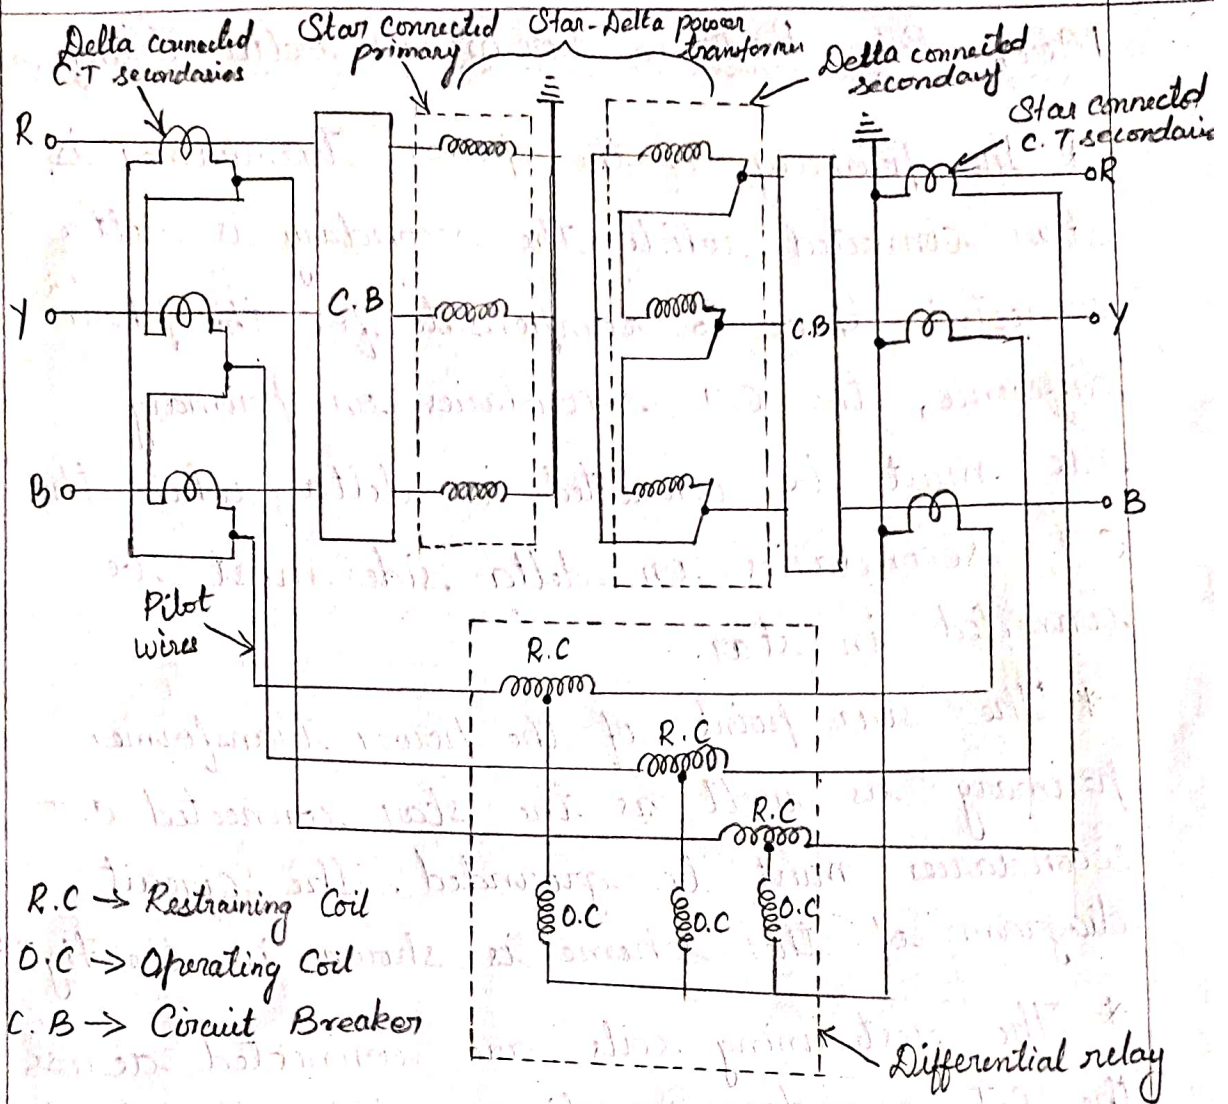 Delta connected
C.T secondaries
Star Connected
primary
Star-Delta power
transformer
Delta connected
secondary
Star connected
C.T. secondaries
R
Y
B
C.B
C.B
R
Y
B
Pilot
wires
R.C
R.C
R.C
O.C
O.C
O.C
R.C → Restraining Coil
O.C → Operating Coil
C.B → Circuit Breaker
Differential relay